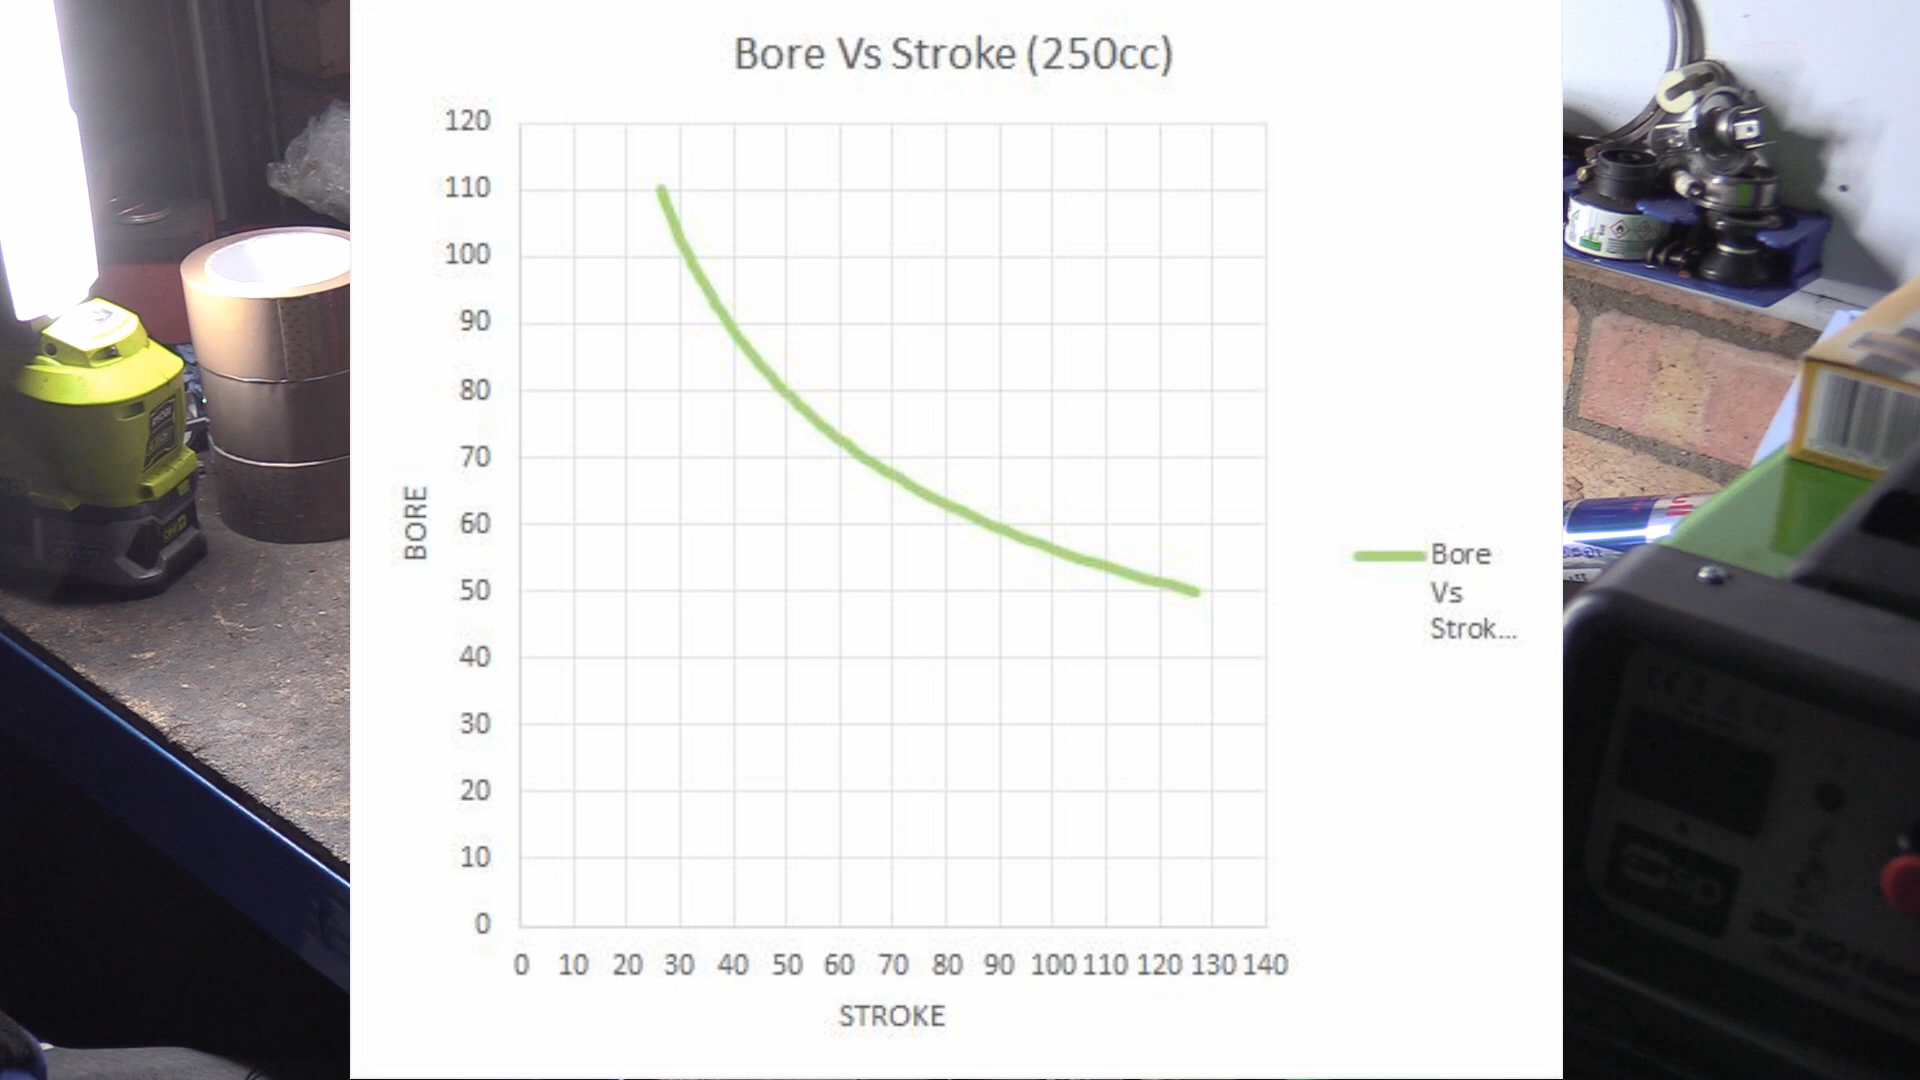 Bore Vs Stroke (250cc)
120
110
100
90
80
70
60
50
40
30
20
10
0
BORE
0 10 20 30 40 50 60 70 80 90 100 110 120 130 140
STROKE
Bore
Vs
Strok...